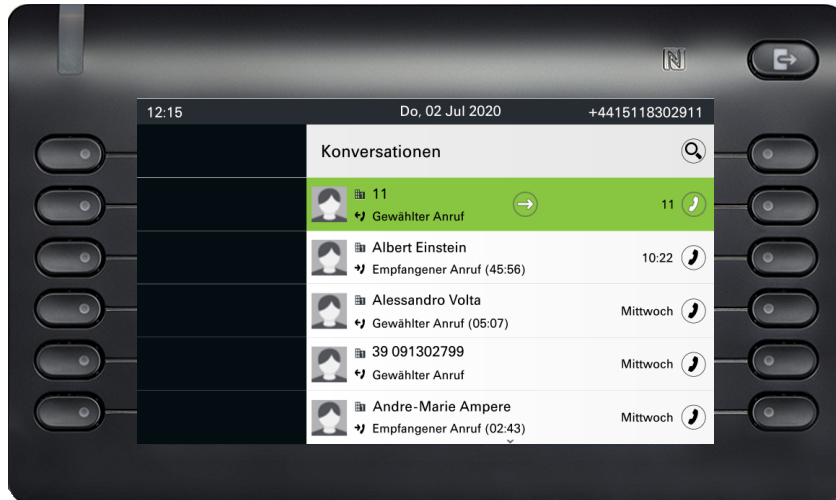 12:15 Do, 02 Jul 2020 +4415118302911
Konversationen
11
Gewählter Anruf
11
Albert Einstein
Empfangener Anruf (45:56)
10:22
Alessandro Volta
Gewählter Anruf (05:07)
Mittwoch
39 091302799
Gewählter Anruf
Mittwoch
Andre-Marie Ampere
Empfangener Anruf (02:43)
Mittwoch